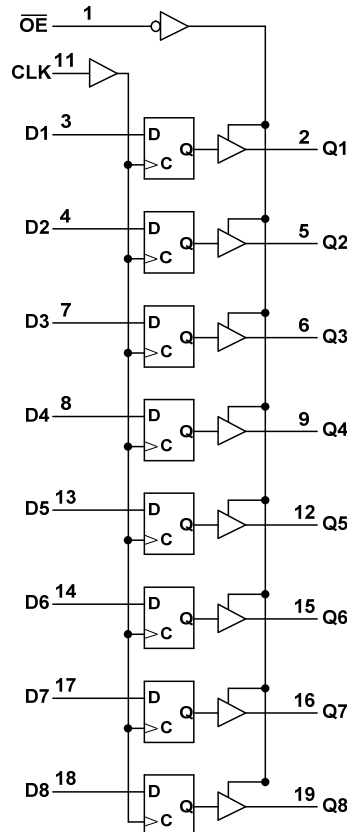 O̅E̅ 1
CLK 11
D1 3 D Q C 2 Q1
D2 4 D Q C 5 Q2
D3 7 D Q C 6 Q3
D4 8 D Q C 9 Q4
D5 13 D Q C 12 Q5
D6 14 D Q C 15 Q6
D7 17 D Q C 16 Q7
D8 18 D Q C 19 Q8